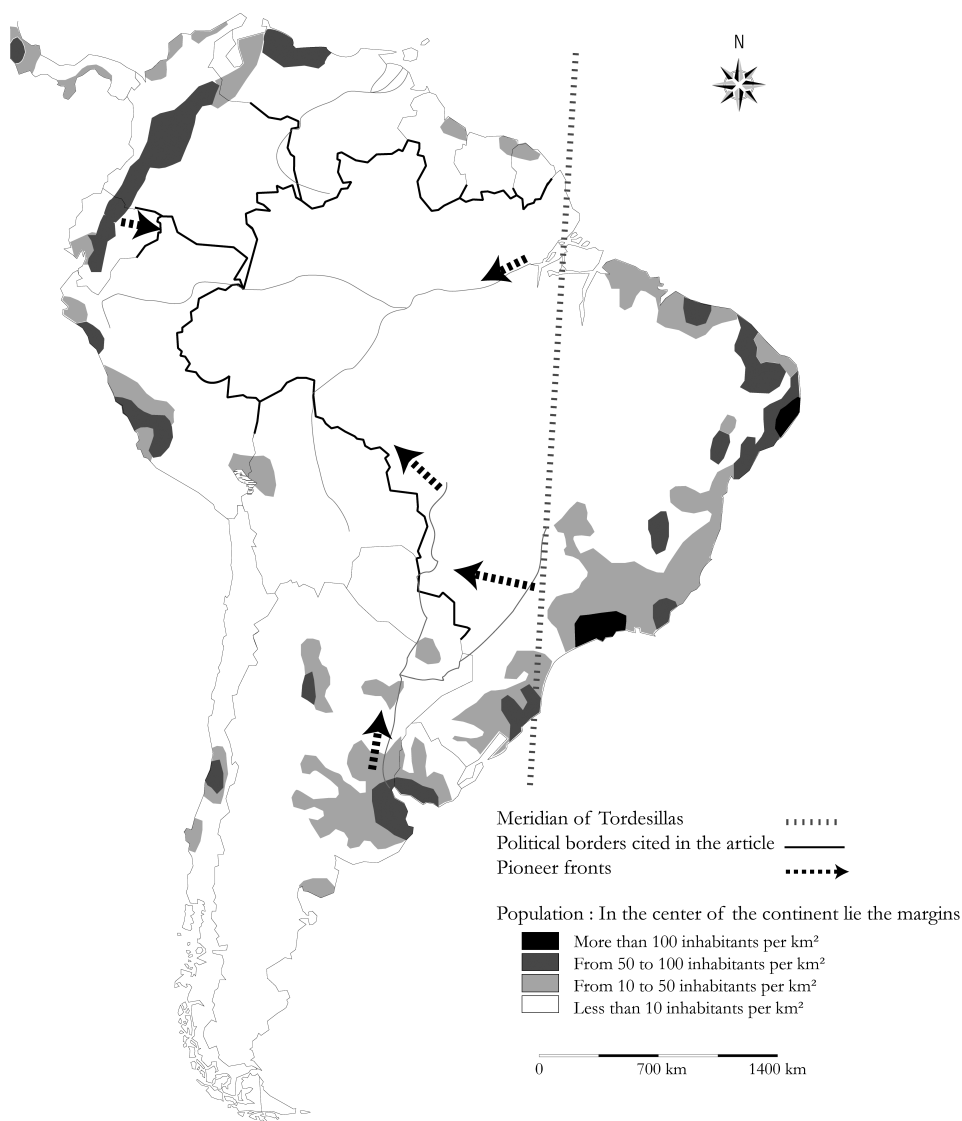 N
Meridian of Tordesillas
Political borders cited in the article
Pioneer fronts
Population : In the center of the continent lie the margins
More than 100 inhabitants per km²
From 50 to 100 inhabitants per km²
From 10 to 50 inhabitants per km²
Less than 10 inhabitants per km²
0 700 km 1400 km